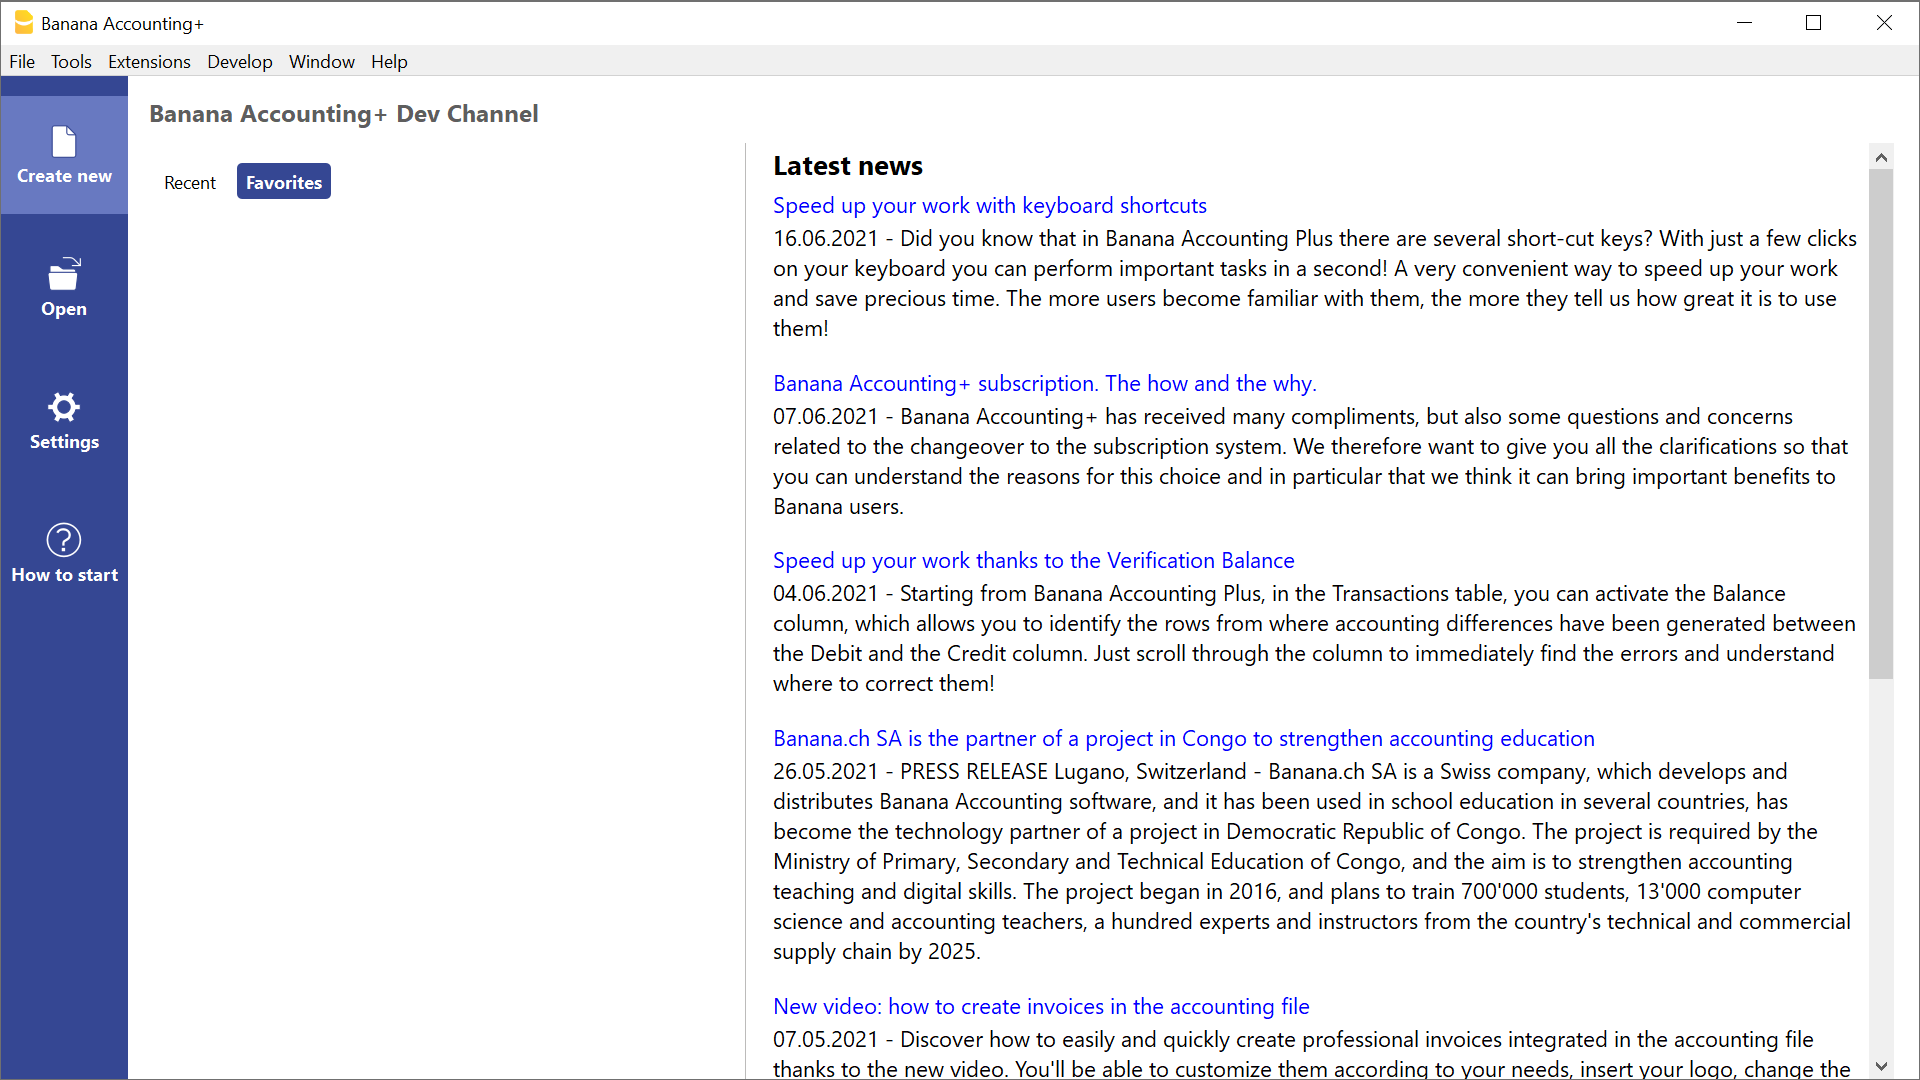 Banana Accounting+
File Tools Extensions Develop Window Help
Create new
Open
Settings
How to start
Banana Accounting+ Dev Channel
Recent Favorites
Latest news
Speed up your work with keyboard shortcuts
16.06.2021 - Did you know that in Banana Accounting Plus there are several short-cut keys? With just a few clicks
on your keyboard you can perform important tasks in a second! A very convenient way to speed up your work
and save precious time. The more users become familiar with them, the more they tell us how great it is to use
them!
Banana Accounting+ subscription. The how and the why.
07.06.2021 - Banana Accounting+ has received many compliments, but also some questions and concerns
related to the changeover to the subscription system. We therefore want to give you all the clarifications so that
you can understand the reasons for this choice and in particular that we think it can bring important benefits to
Banana users.
Speed up your work thanks to the Verification Balance
04.06.2021 - Starting from Banana Accounting Plus, in the Transactions table, you can activate the Balance
column, which allows you to identify the rows from where accounting differences have been generated between
the Debit and the Credit column. Just scroll through the column to immediately find the errors and understand
where to correct them!
Banana.ch SA is the partner of a project in Congo to strengthen accounting education
26.05.2021 - PRESS RELEASE Lugano, Switzerland - Banana.ch SA is a Swiss company, which develops and
distributes Banana Accounting software, and it has been used in school education in several countries, has
become the technology partner of a project in Democratic Republic of Congo. The project is required by the
Ministry of Primary, Secondary and Technical Education of Congo, and the aim is to strengthen accounting
teaching and digital skills. The project began in 2016, and plans to train 700'000 students, 13'000 computer
science and accounting teachers, a hundred experts and instructors from the country's technical and commercial
supply chain by 2025.
New video: how to create invoices in the accounting file
07.05.2021 - Discover how to easily and quickly create professional invoices integrated in the accounting file
thanks to the new video. You'll be able to customize them according to your needs, insert your logo, change the